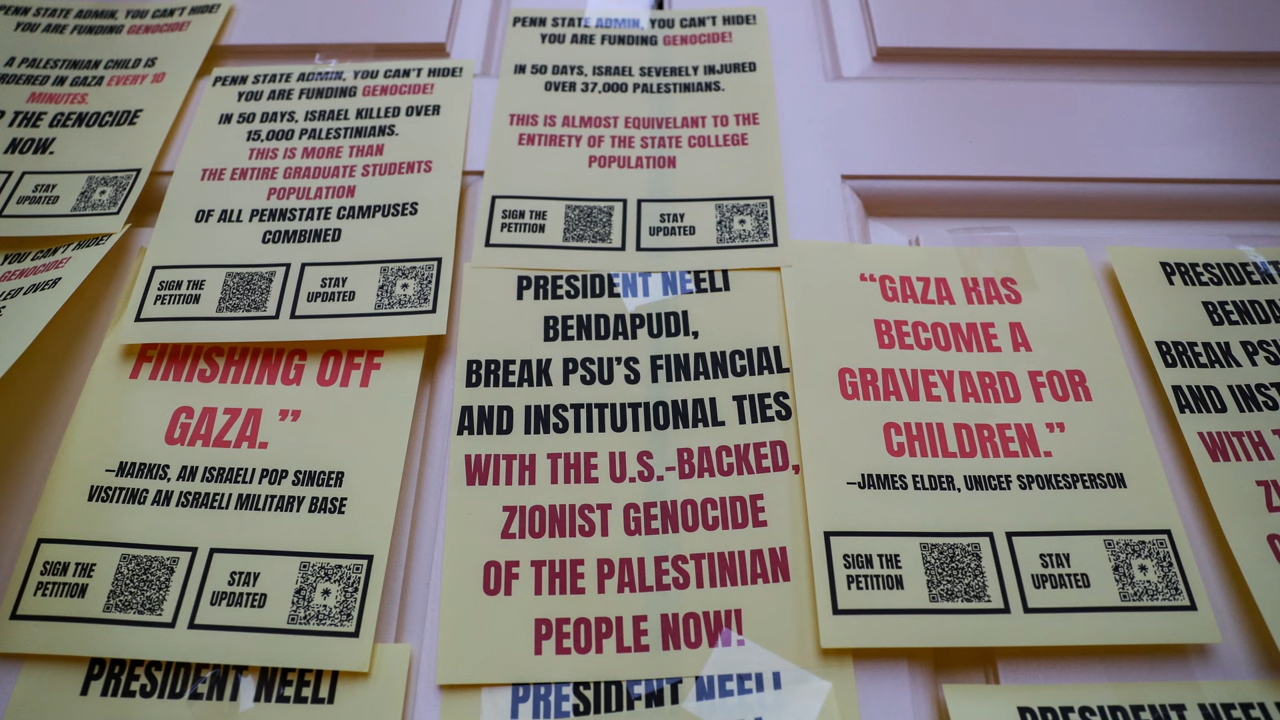 PENN STATE ADMIN, YOU CAN'T HIDE!
YOU ARE FUNDING GENOCIDE!
A PALESTINIAN CHILD IS
IN GAZA EVERY 10
MINUTES.
THE GENOCIDE
NOW.
STAY
UPDATED
YOU CAN'T HIDE!
GENOCIDE!
OVER
PENN STATE ADMIN, YOU CAN'T HIDE!
YOU ARE FUNDING GENOCIDE!
IN 50 DAYS, ISRAEL KILLED OVER
15,000 PALESTINIANS.
THIS IS MORE THAN
THE ENTIRE GRADUATE STUDENTS
POPULATION
OF ALL PENNSTATE CAMPUSES
COMBINED
SIGN THE
PETITION
STAY
UPDATED
FINISHING OFF
GAZA.”
–NARKIS, AN ISRAELI POP SINGER
VISITING AN ISRAELI MILITARY BASE
SIGN THE
PETITION
STAY
UPDATED
PRESIDENT NEELI
PENN STATE ADMIN, YOU CAN'T HIDE!
YOU ARE FUNDING GENOCIDE!
IN 50 DAYS, ISRAEL SEVERELY INJURED
OVER 37,000 PALESTINIANS.
THIS IS ALMOST EQUIVELANT TO THE
ENTIRETY OF THE STATE COLLEGE
POPULATION
SIGN THE
PETITION
STAY
UPDATED
PRESIDENT NEELI
BENDAPUDI,
BREAK PSU'S FINANCIAL
AND INSTITUTIONAL TIES
WITH THE U.S.-BACKED,
ZIONIST GENOCIDE
OF THE PALESTINIAN
PEOPLE NOW!
PRESIDENT NEELI
“GAZA HAS
BECOME A
GRAVEYARD FOR
CHILDREN.”
–JAMES ELDER, UNICEF SPOKESPERSON
SIGN THE
PETITION
STAY
UPDATED
BREAK
AND
WITH
PRESIDENT NEELI